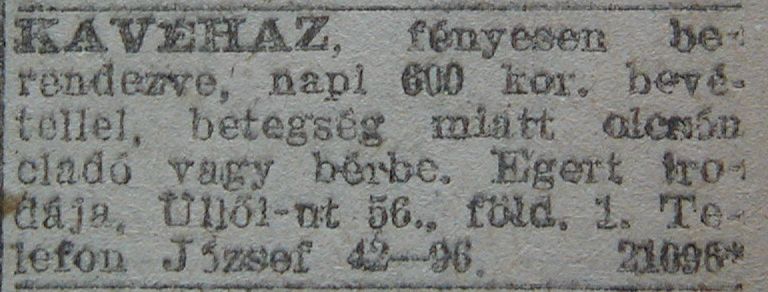 KÁVÉHÁZ, fényesen be-
rendezve, napi 600 kor. bevé-
tellel, betegség miatt olcsón
eladó vagy bérbe. Egert iro-
dája, Üllői-ut 56., föld. 1. Te-
lefon József 42—96. 21096*